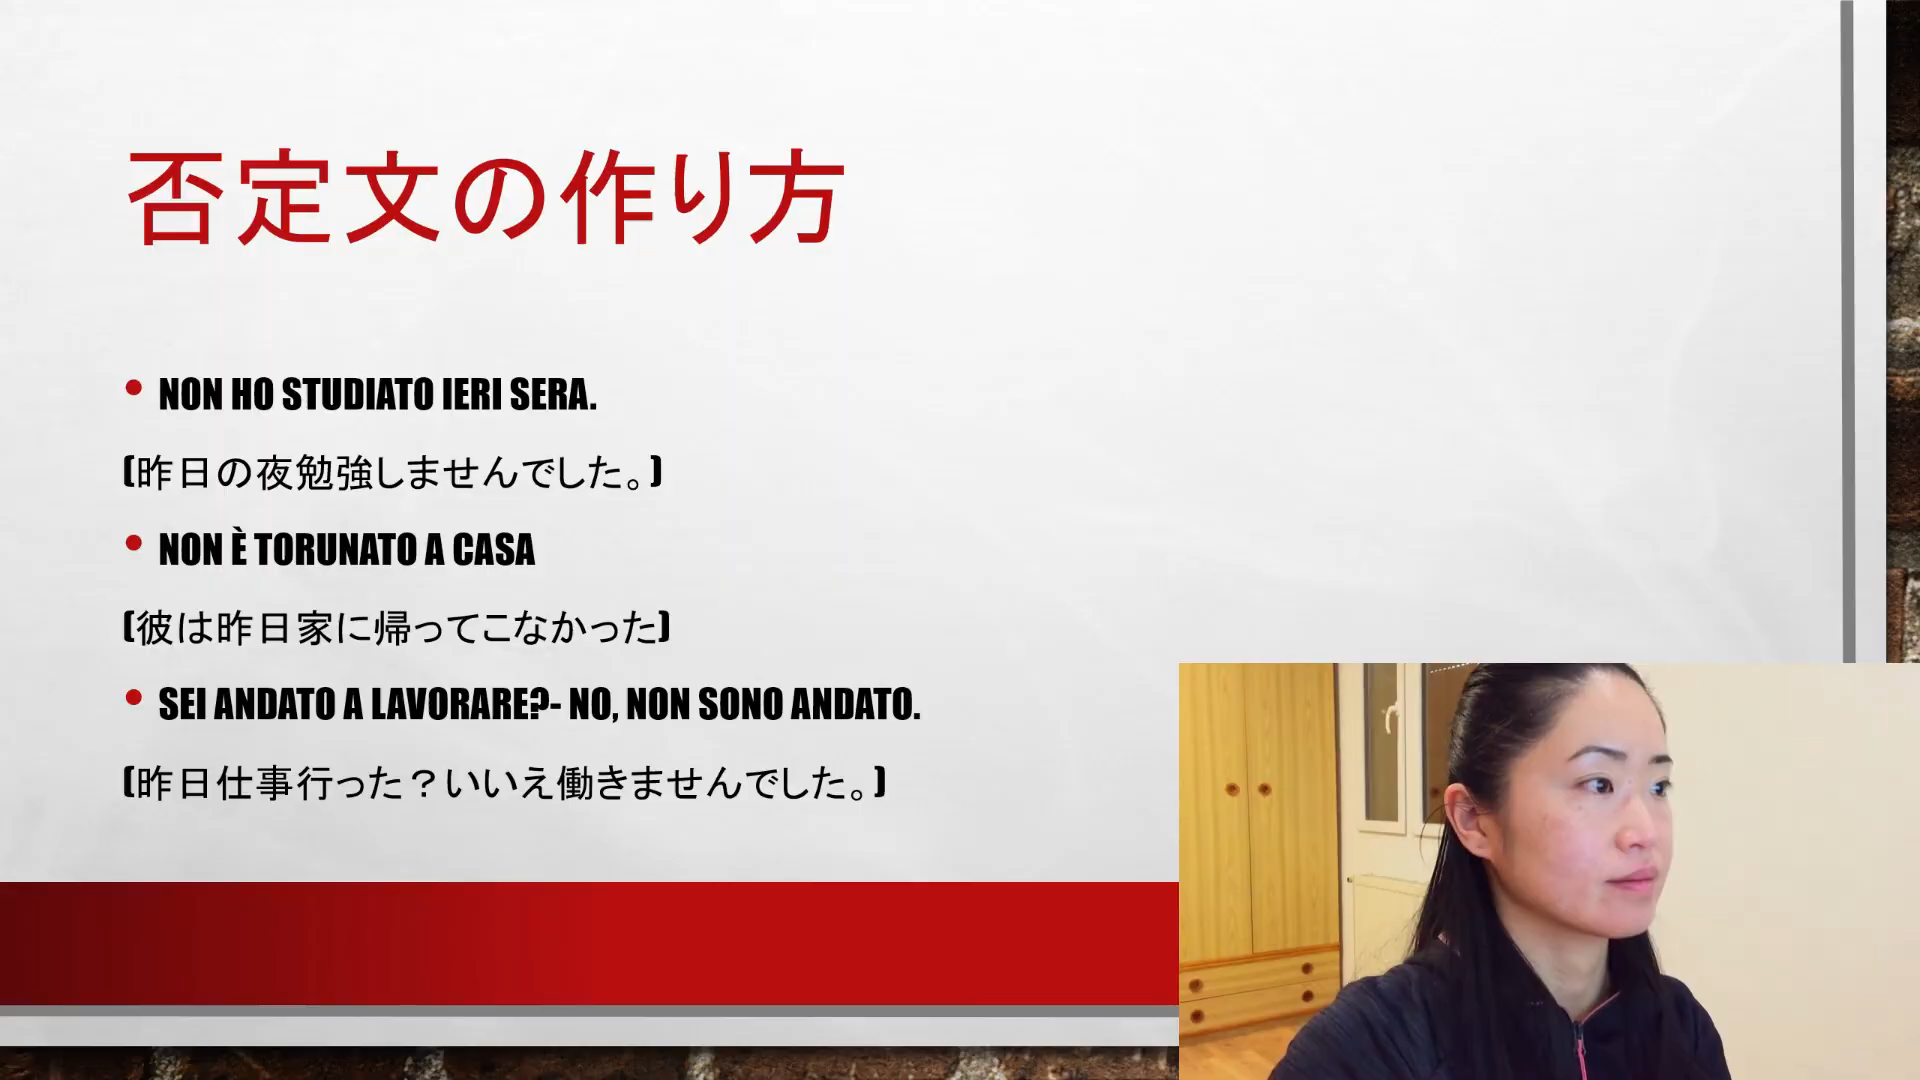 否定文の作り方
• NON HO STUDIATO IERI SERA.
(昨日の夜勉強しませんでした。)
• NON È TORUNATO A CASA
(彼は昨日家に帰ってこなかった)
• SEI ANDATO A LAVORARE?- NO, NON SONO ANDATO.
(昨日仕事行った？いいえ働きませんでした。)